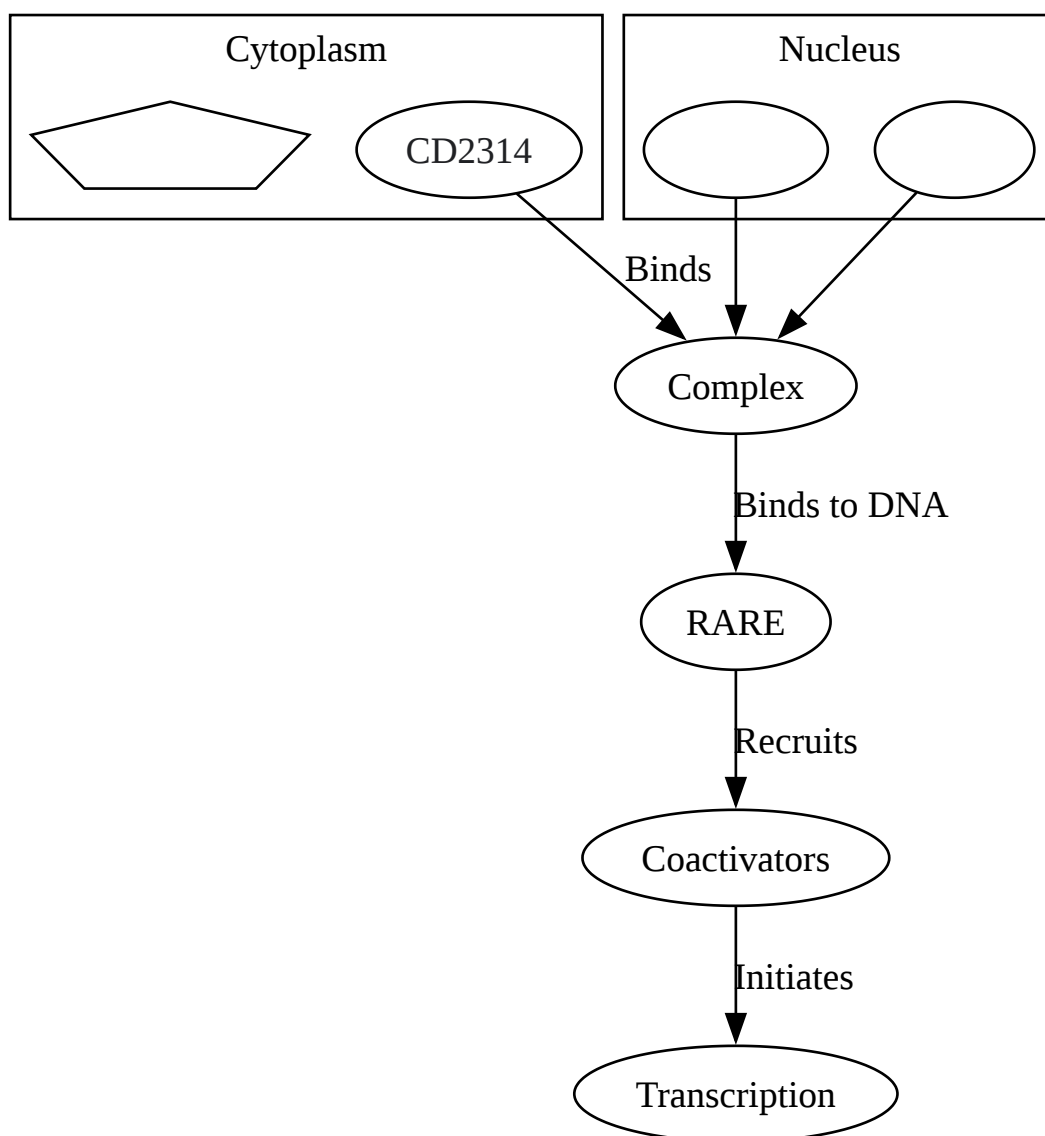 Cytoplasm
Nucleus
CD2314
Binds
Complex
Binds to DNA
RARE
Recruits
Coactivators
Initiates
Transcription